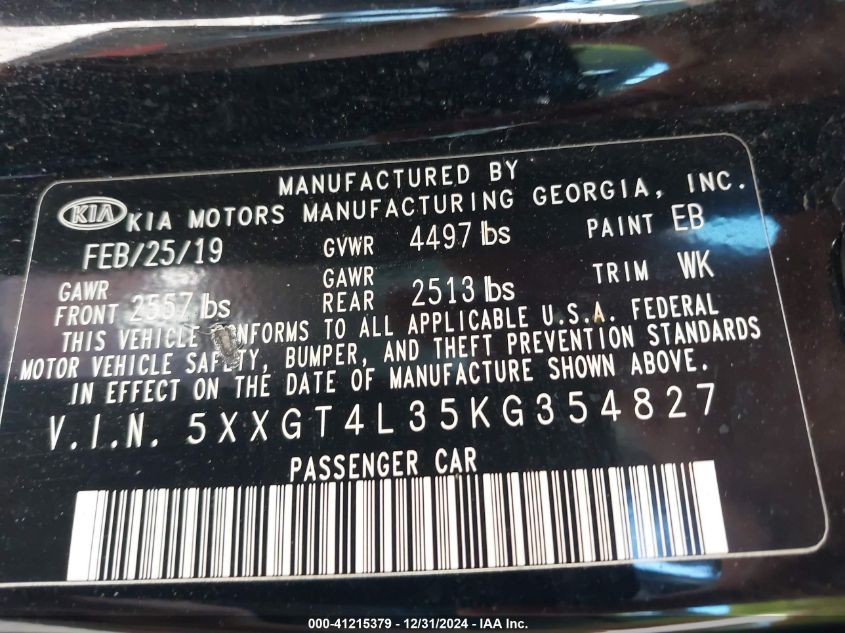 MANUFACTURED BY
KIA KIA MOTORS MANUFACTURING GEORGIA, INC.
FEB/25/19 GVWR 4497 lbs PAINT EB
GAWR FRONT 2557 lbs GAWR REAR 2513 lbs TRIM WK
THIS VEHICLE CONFORMS TO ALL APPLICABLE U.S.A. FEDERAL
MOTOR VEHICLE SAFETY, BUMPER, AND THEFT PREVENTION STANDARDS
IN EFFECT ON THE DATE OF MANUFACTURE SHOWN ABOVE.
V.I.N. 5XXGT4L35KG354827
PASSENGER CAR
000-41215379 - 12/31/2024 - IAA Inc.